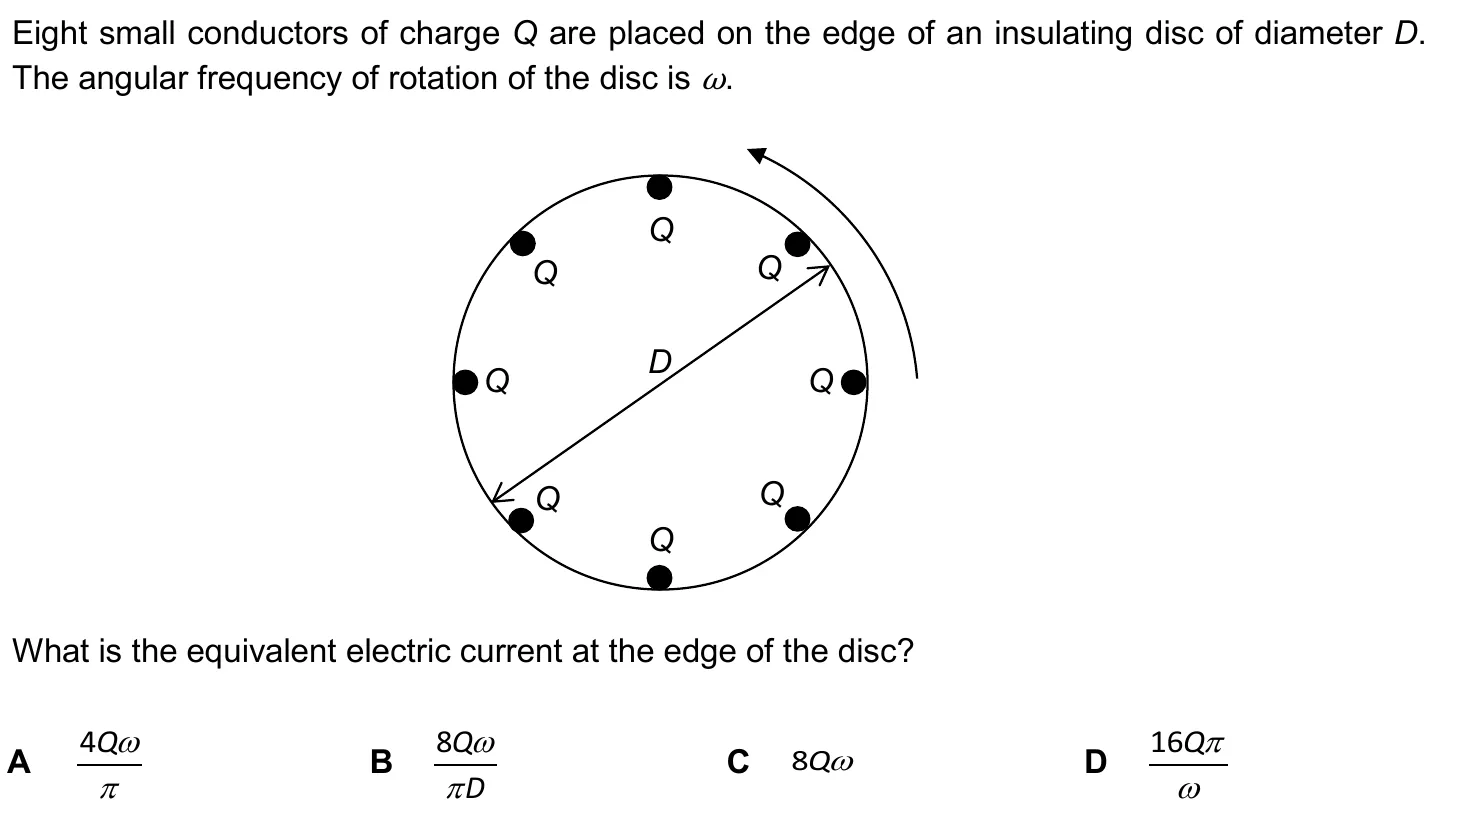 Eight small conductors of charge Q are placed on the edge of an insulating disc of diameter D.
The angular frequency of rotation of the disc is ω.
Q
Q
Q
D
Q
Q
Q
Q
Q
What is the equivalent electric current at the edge of the disc?
A 4Qω/π B 8Qω/πD C 8Qω D 16Qπ/ω